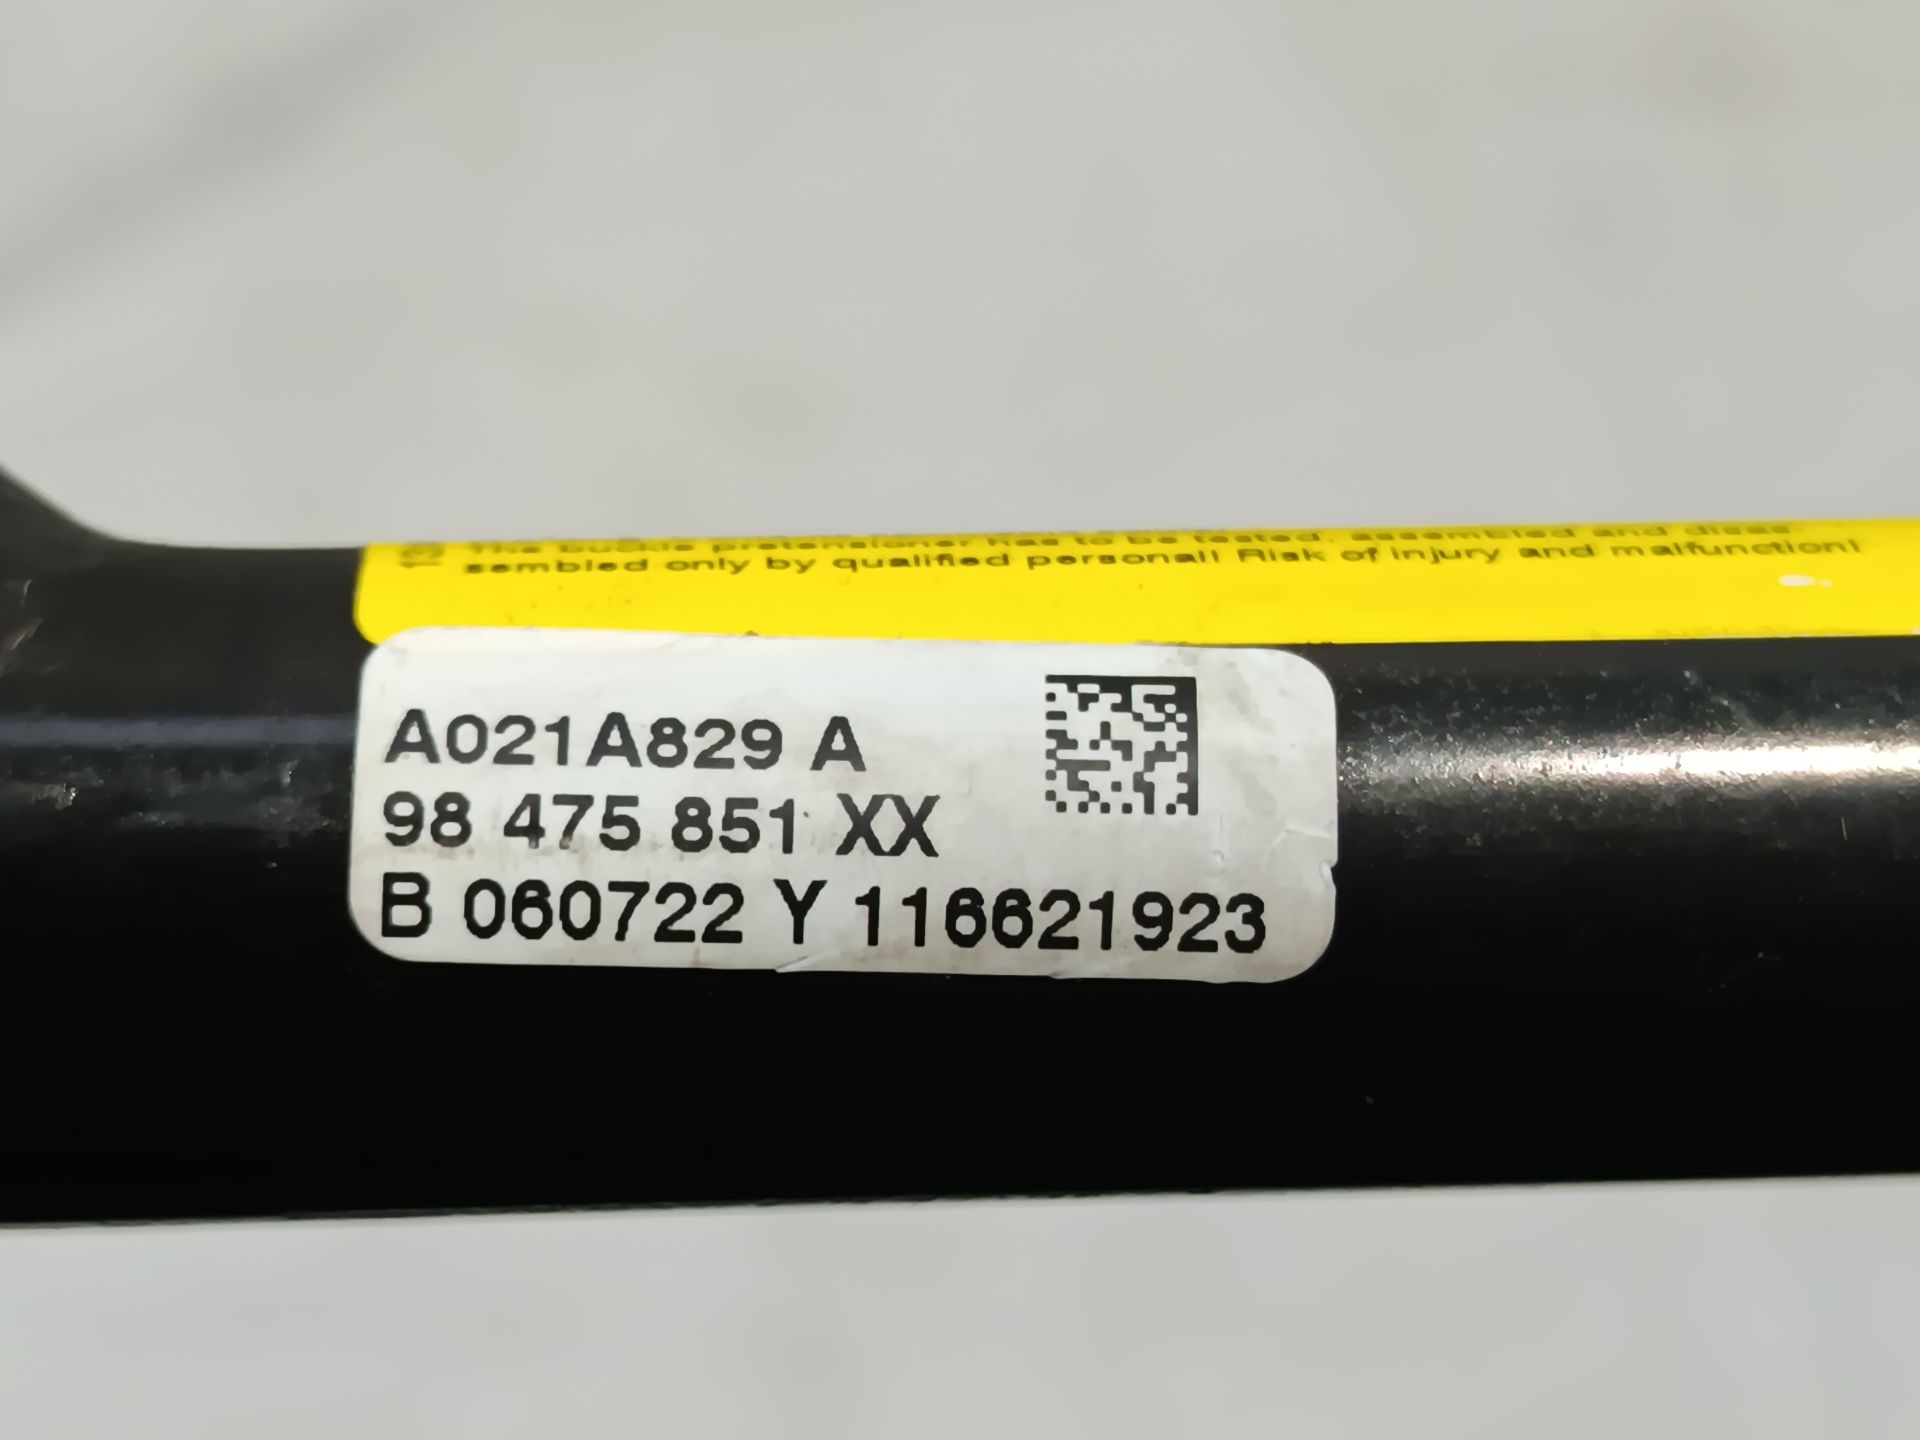 The buckle pretensioner has to be tested, assembled and disas-
sembled only by qualified personal! Risk of injury and malfunction!
A021A829 A
98 475 851 XX
B 060722 Y 116621923